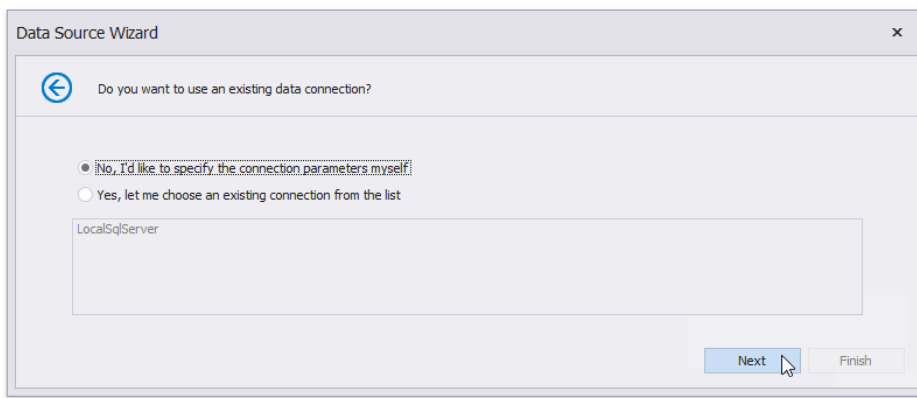 Data Source Wizard
Do you want to use an existing data connection?
No, I'd like to specify the connection parameters myself
Yes, let me choose an existing connection from the list
LocalSqlServer
Next
Finish